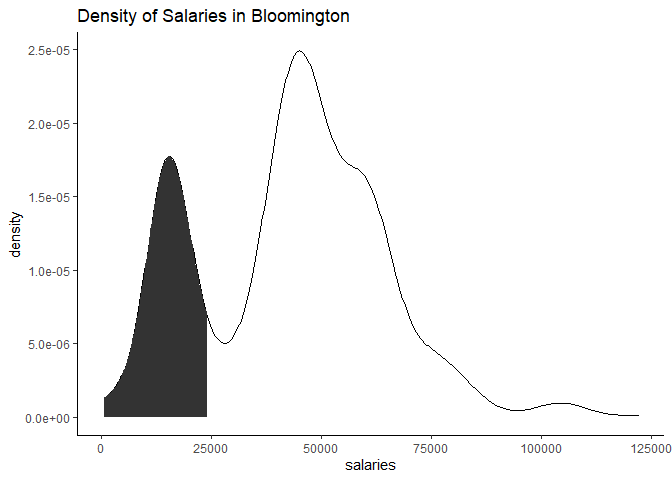 Density of Salaries in Bloomington
2.5e-05
2.0e-05
1.5e-05
1.0e-05
5.0e-06
0.0e+00
density
0
25000
50000
75000
100000
125000
salaries